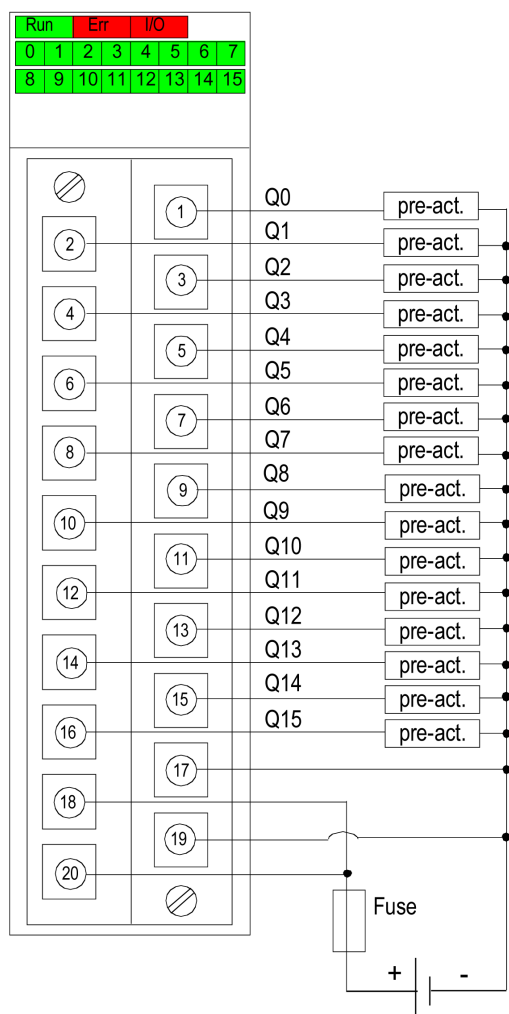 Run Err I/O
0 1 2 3 4 5 6 7
8 9 10 11 12 13 14 15
1 Q0 pre-act.
2 Q1 pre-act.
3 Q2 pre-act.
4 Q3 pre-act.
5 Q4 pre-act.
6 Q5 pre-act.
7 Q6 pre-act.
8 Q7 pre-act.
9 Q8 pre-act.
10 Q9 pre-act.
11 Q10 pre-act.
12 Q11 pre-act.
13 Q12 pre-act.
14 Q13 pre-act.
15 Q14 pre-act.
16 Q15 pre-act.
17
18
19
20
Fuse
+ -